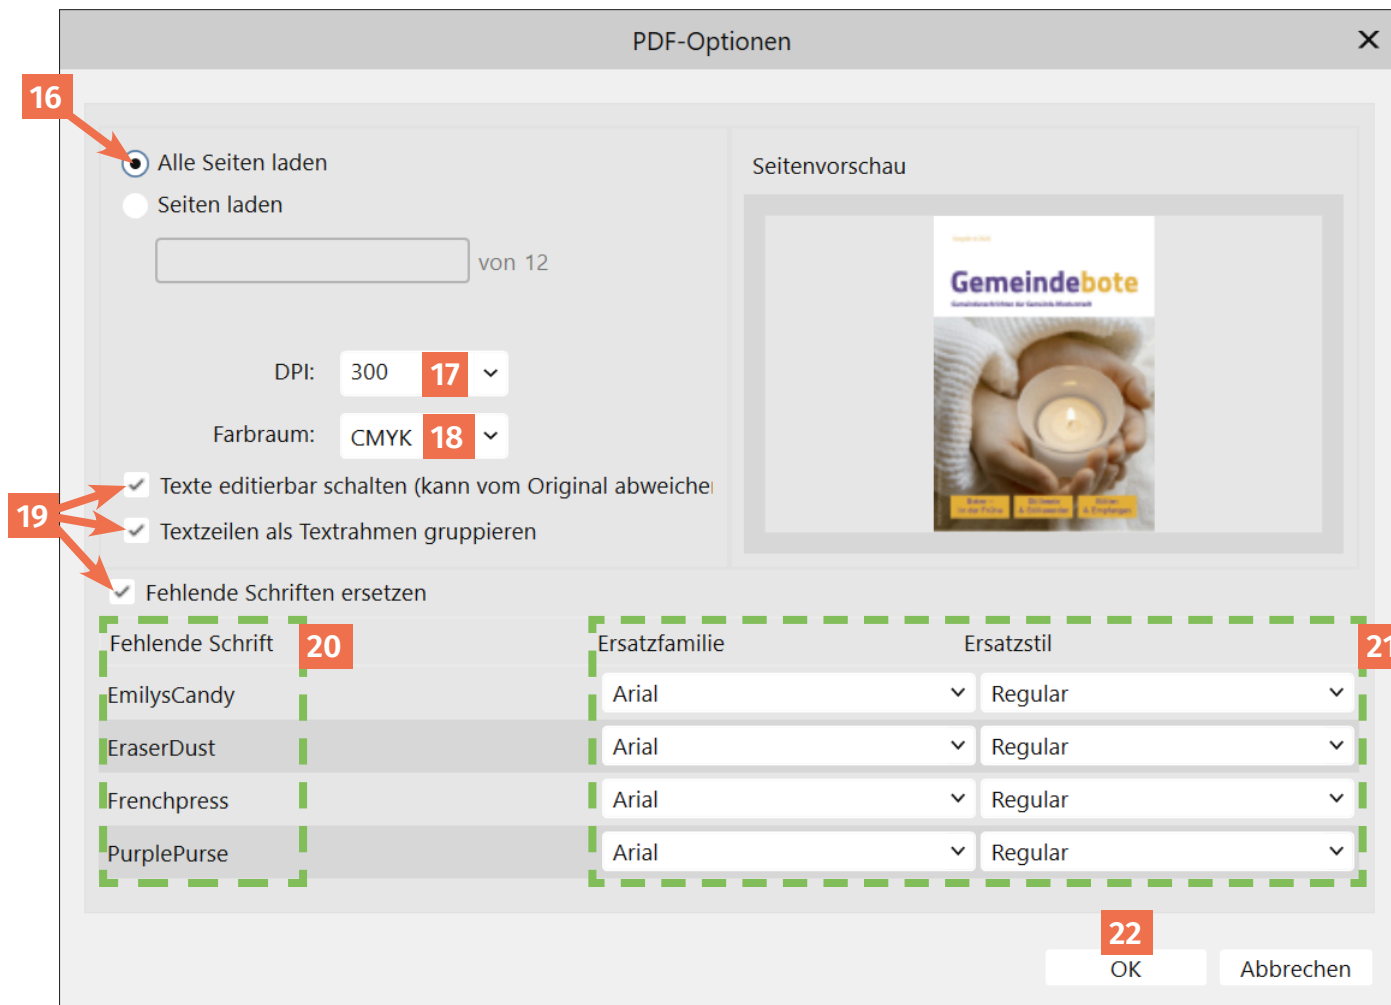 PDF-Optionen
16
Alle Seiten laden
Seiten laden
von 12
DPI: 300 17
Farbraum: CMYK 18
19
Texte editierbar schalten (kann vom Original abweiche
Textzeilen als Textrahmen gruppieren
Fehlende Schriften ersetzen
Seitenvorschau
Gemeindebote
Fehlende Schrift 20 Ersatzfamilie Ersatzstil 21
EmilysCandy Arial Regular
EraserDust Arial Regular
Frenchpress Arial Regular
PurplePurse Arial Regular
22
OK Abbrechen